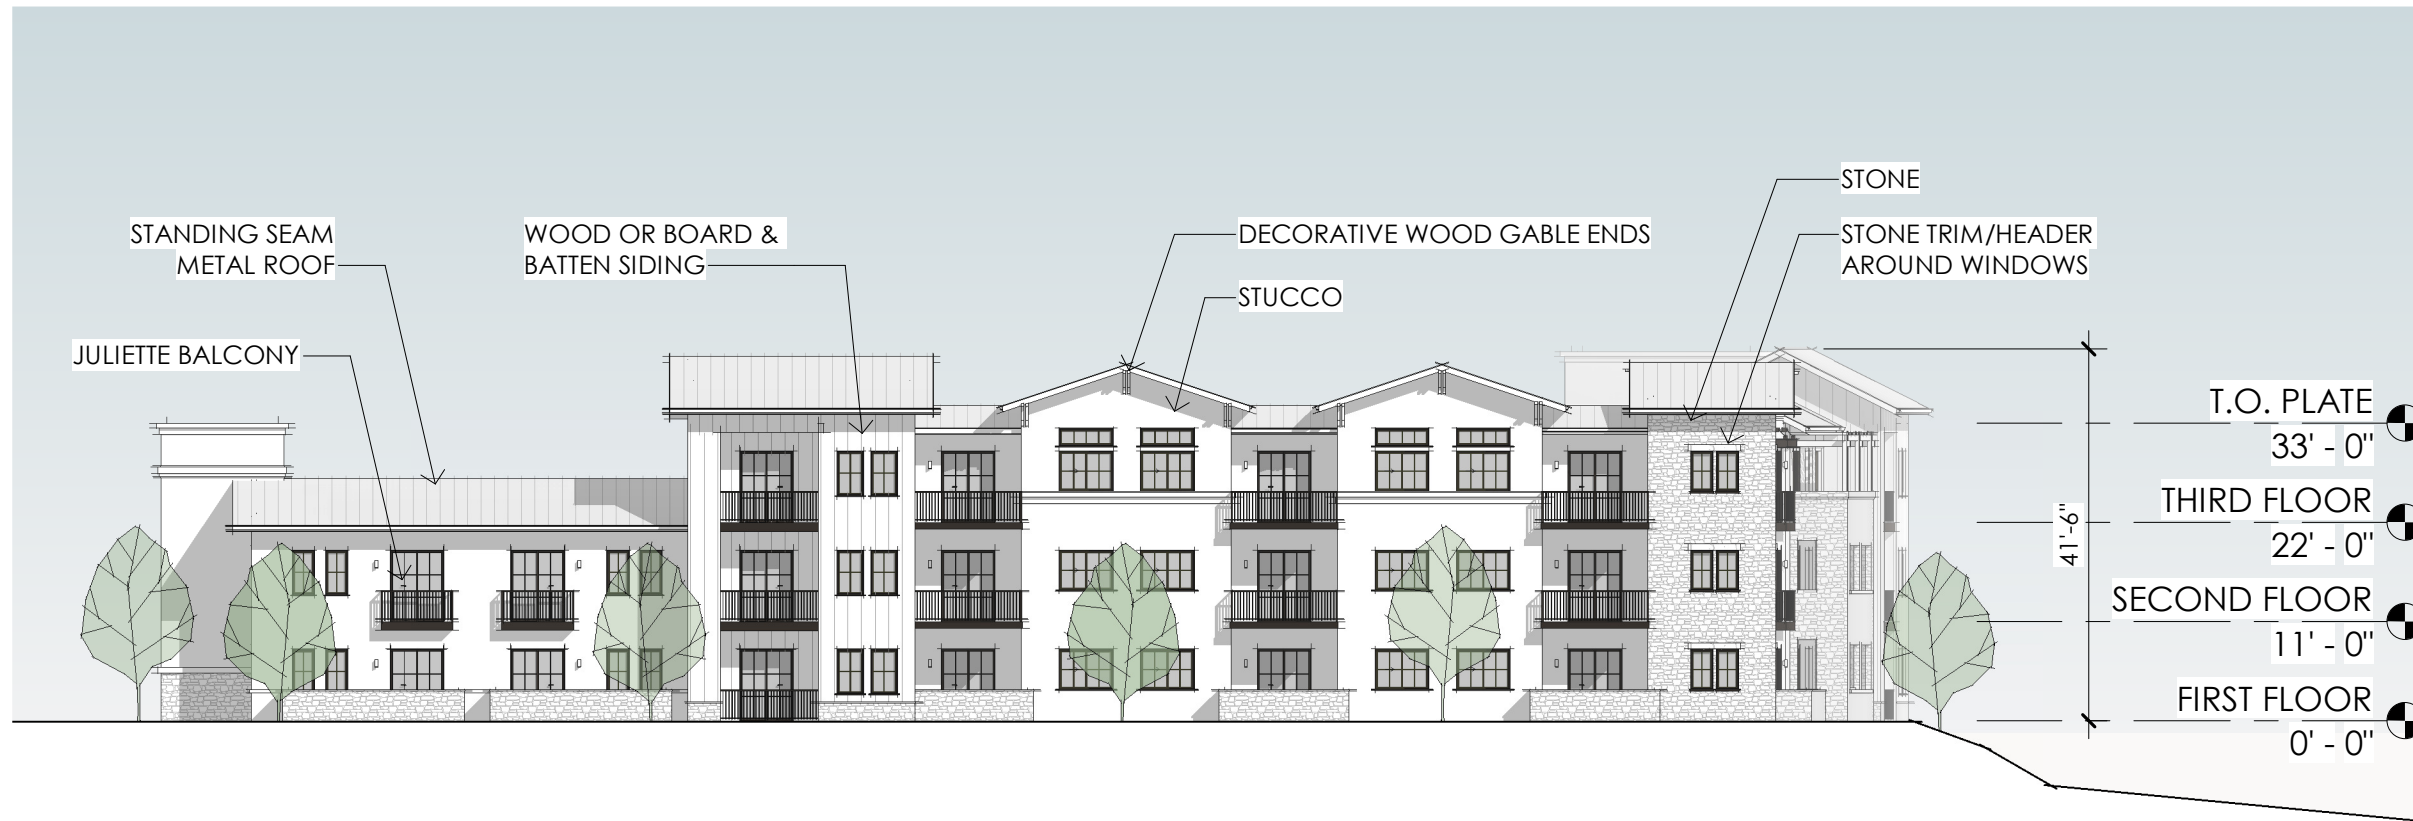 STONE
STANDING SEAM
METAL ROOF
WOOD OR BOARD &
BATTEN SIDING
DECORATIVE WOOD GABLE ENDS
STONE TRIM/HEADER
AROUND WINDOWS
STUCCO
JULIETTE BALCONY
41'-6"
T.O. PLATE
33' - 0"
THIRD FLOOR
22' - 0"
SECOND FLOOR
11' - 0"
FIRST FLOOR
0' - 0"